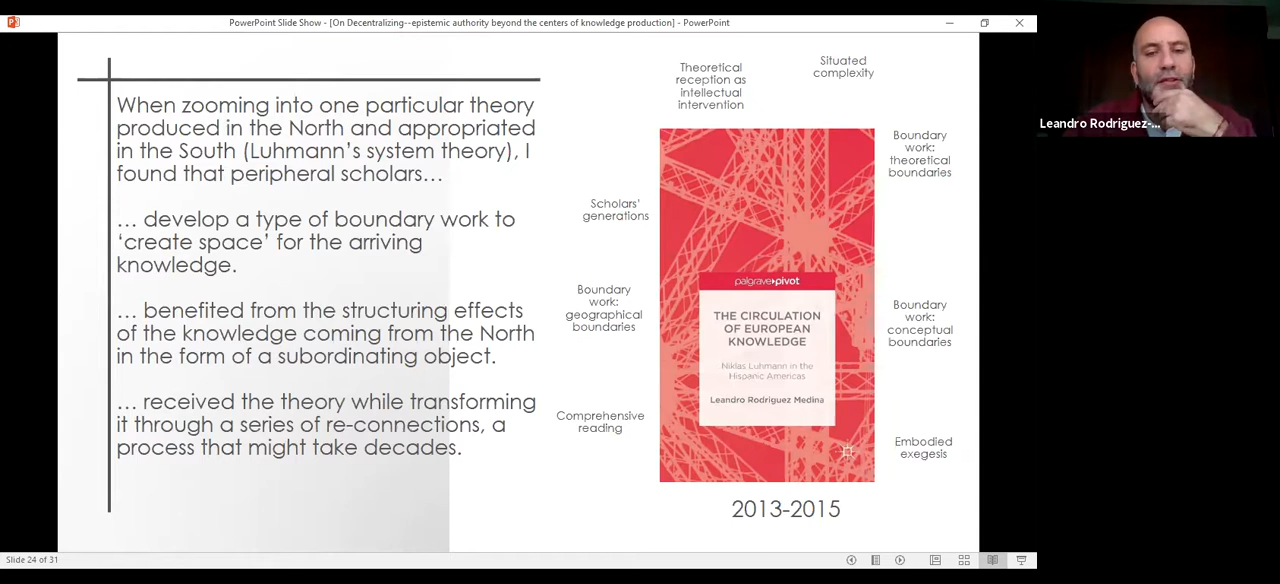 PowerPoint Slide Show - [On Decentralizing--epistemic authority beyond the centers of knowledge production] - PowerPoint
When zooming into one particular theory
produced in the North and appropriated
in the South (Luhmann's system theory), I
found that peripheral scholars…
… develop a type of boundary work to
'create space' for the arriving
knowledge.
… benefited from the structuring effects
of the knowledge coming from the North
in the form of a subordinating object.
… received the theory while transforming
it through a series of re-connections, a
process that might take decades.
Theoretical
reception as
intellectual
intervention
Situated
complexity
Boundary
work:
theoretical
boundaries
Scholars'
generations
Boundary
work:
geographical
boundaries
Boundary
work:
conceptual
boundaries
Comprehensive
reading
Embodied
exegesis
palgrave pivot
THE CIRCULATION
OF EUROPEAN
KNOWLEDGE
Niklas Luhmann in the
Hispanic Americas
Leandro Rodriguez Medina
2013-2015
Slide 24 of 31
Leandro Rodriguez-...